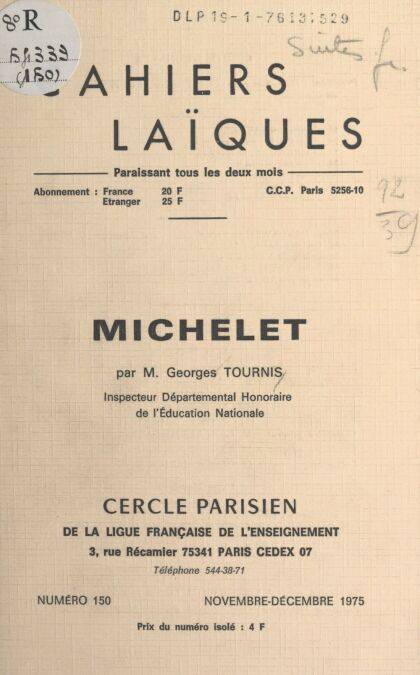 DLP 19-1-76131529
8° R
(150)
CAHIERS
LAÏQUES
Paraissant tous les deux mois
Abonnement : France 20 F C.C.P. Paris 5256-10
Etranger 25 F
92
39
MICHELET
par M. Georges TOURNIS
Inspecteur Départemental Honoraire
de l'Éducation Nationale
CERCLE PARISIEN
DE LA LIGUE FRANÇAISE DE L'ENSEIGNEMENT
3, rue Récamier 75341 PARIS CEDEX 07
Téléphone 544-38-71
NUMÉRO 150 NOVEMBRE-DÉCEMBRE 1975
Prix du numéro isolé : 4 F